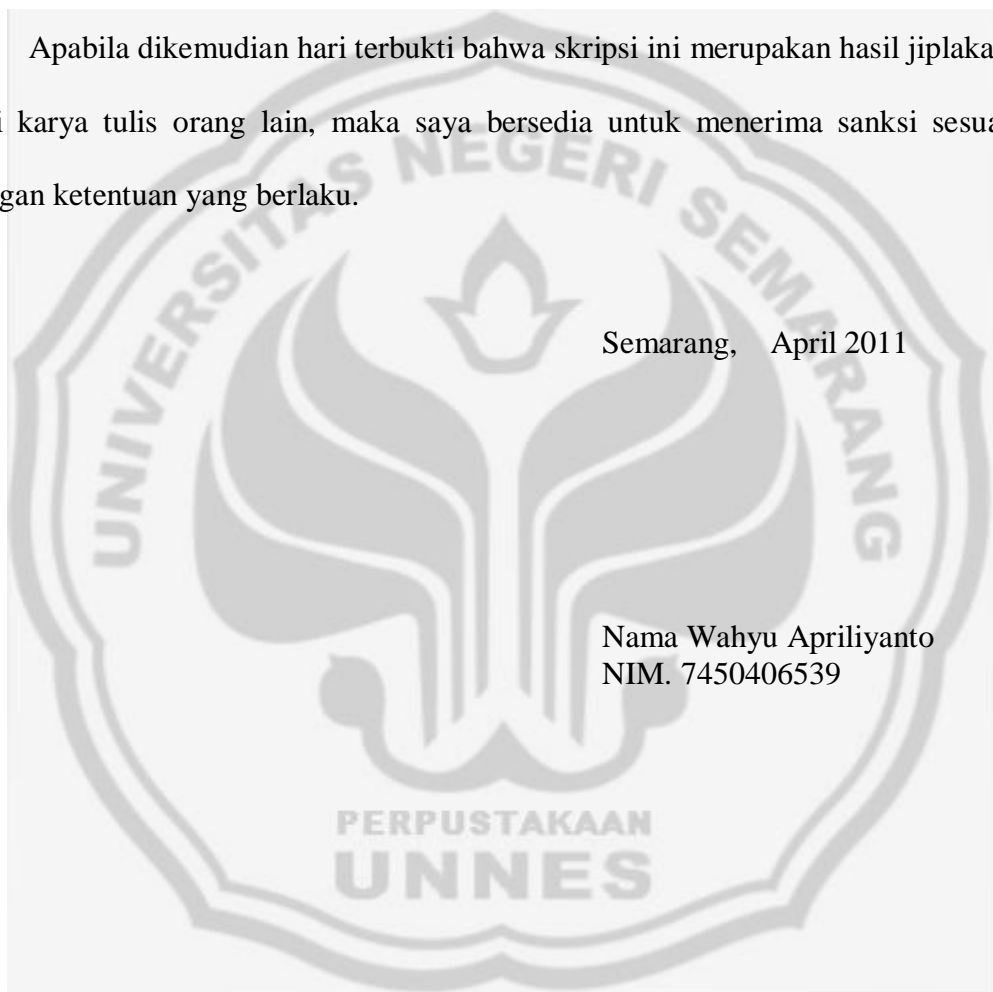 Apabila dikemudian hari terbukti bahwa skripsi ini merupakan hasil jiplaka
i karya tulis orang lain, maka saya bersedia untuk menerima sanksi sesua
gan ketentuan yang berlaku.
UNIVERSITAS NEGERI SEMARANG
Semarang, April 2011
Nama Wahyu Apriliyanto
NIM. 7450406539
PERPUSTAKAAN
UNNES